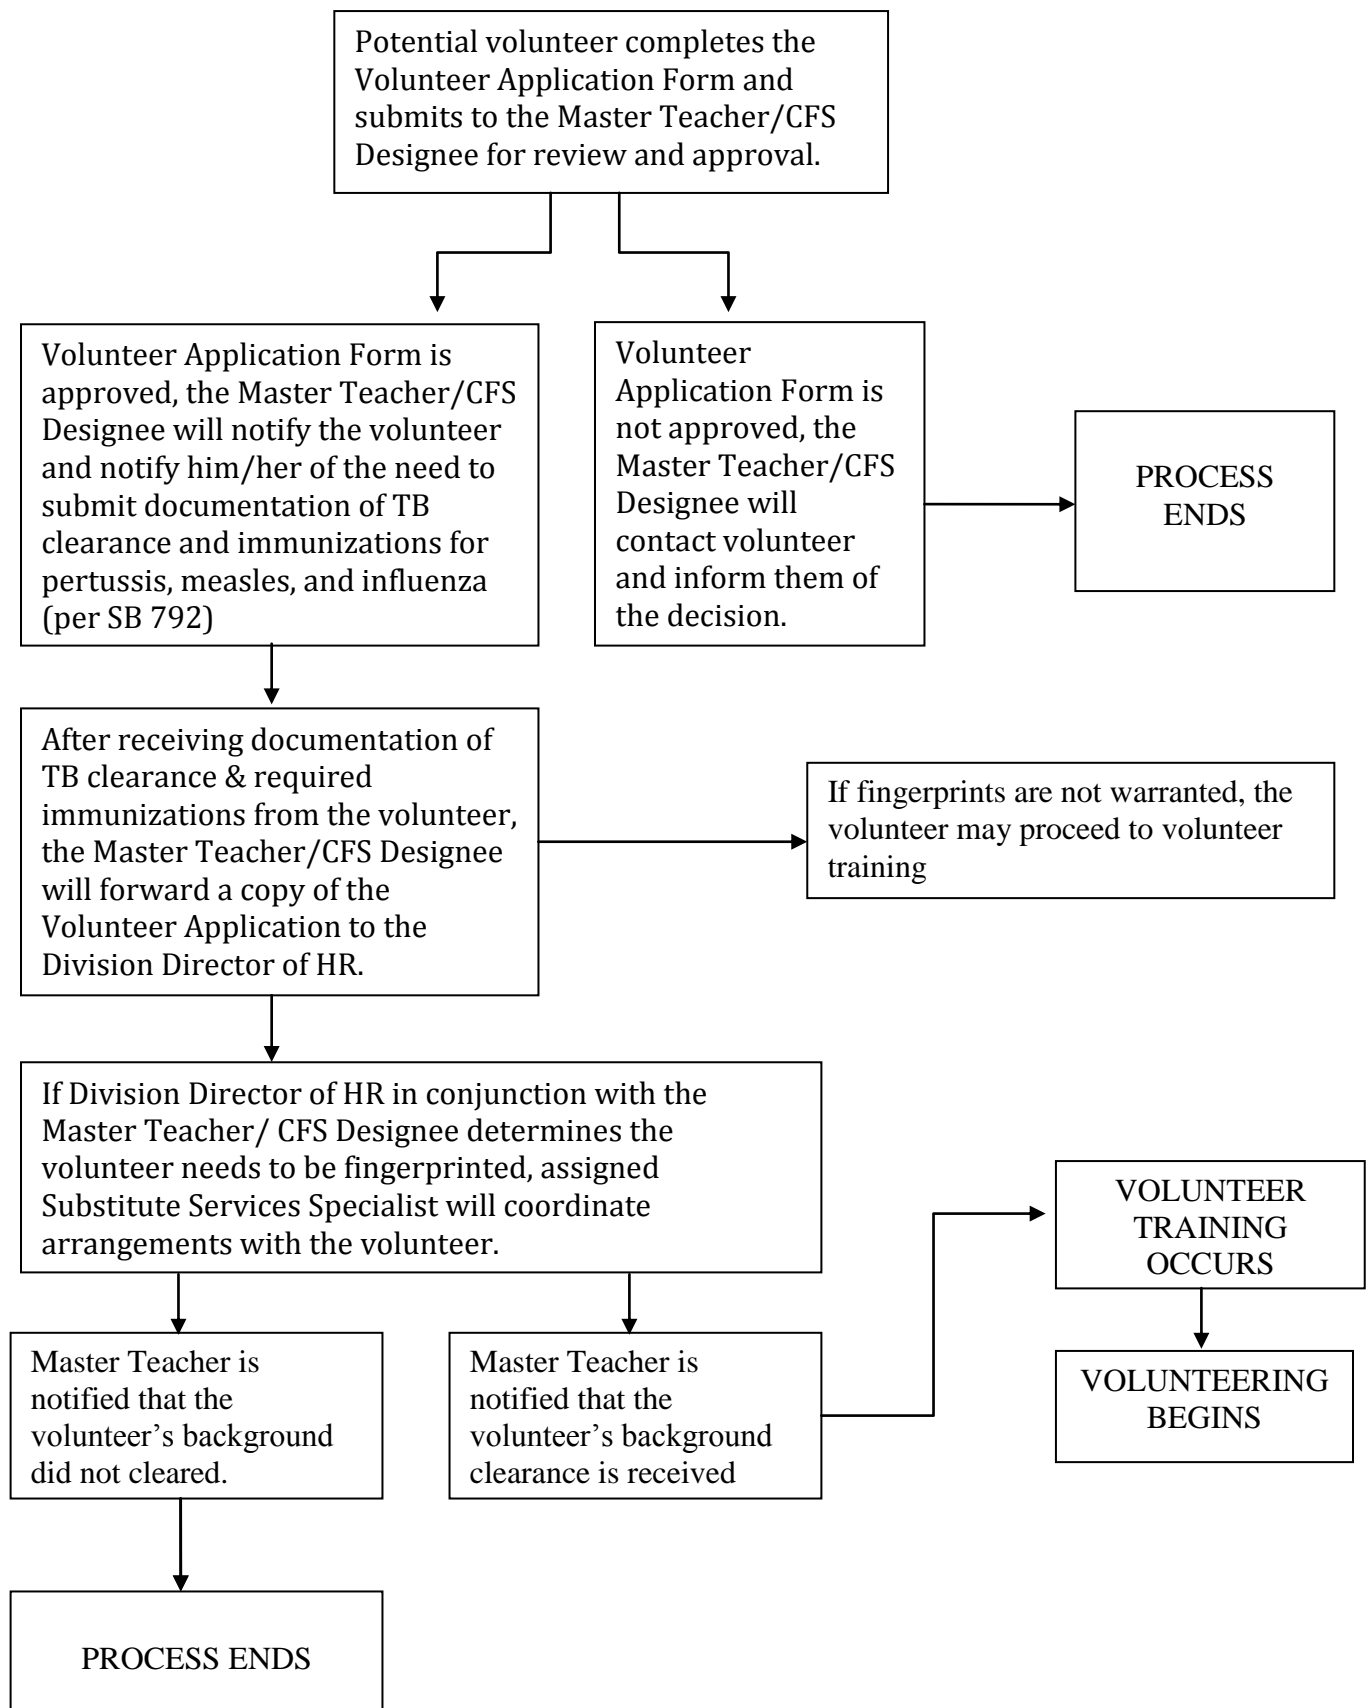 Potential volunteer completes the
Volunteer Application Form and
submits to the Master Teacher/CFS
Designee for review and approval.
Volunteer Application Form is
approved, the Master Teacher/CFS
Designee will notify the volunteer
and notify him/her of the need to
submit documentation of TB
clearance and immunizations for
pertussis, measles, and influenza
(per SB 792)
Volunteer
Application Form is
not approved, the
Master Teacher/CFS
Designee will
contact volunteer
and inform them of
the decision.
PROCESS
ENDS
After receiving documentation of
TB clearance & required
immunizations from the volunteer,
the Master Teacher/CFS Designee
will forward a copy of the
Volunteer Application to the
Division Director of HR.
If fingerprints are not warranted, the
volunteer may proceed to volunteer
training
If Division Director of HR in conjunction with the
Master Teacher/ CFS Designee determines the
volunteer needs to be fingerprinted, assigned
Substitute Services Specialist will coordinate
arrangements with the volunteer.
VOLUNTEER
TRAINING
OCCURS
Master Teacher is
notified that the
volunteer’s background
did not cleared.
Master Teacher is
notified that the
volunteer’s background
clearance is received
VOLUNTEERING
BEGINS
PROCESS ENDS